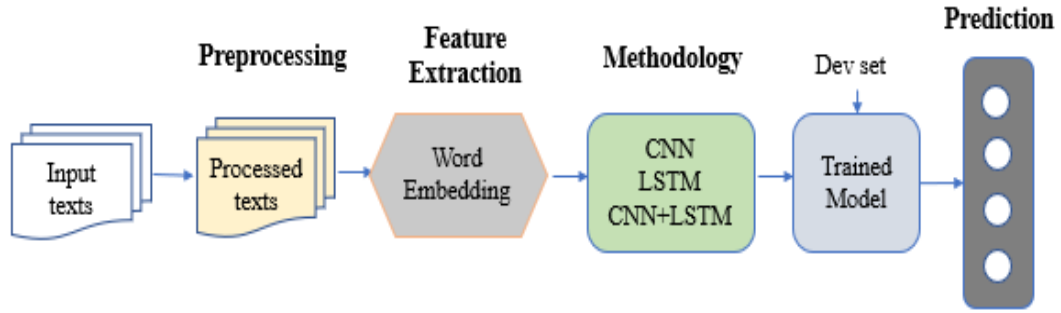 Preprocessing
Feature
Extraction
Methodology
Dev set
Prediction
Input
texts
Processed
texts
Word
Embedding
CNN
LSTM
CNN+LSTM
Trained
Model